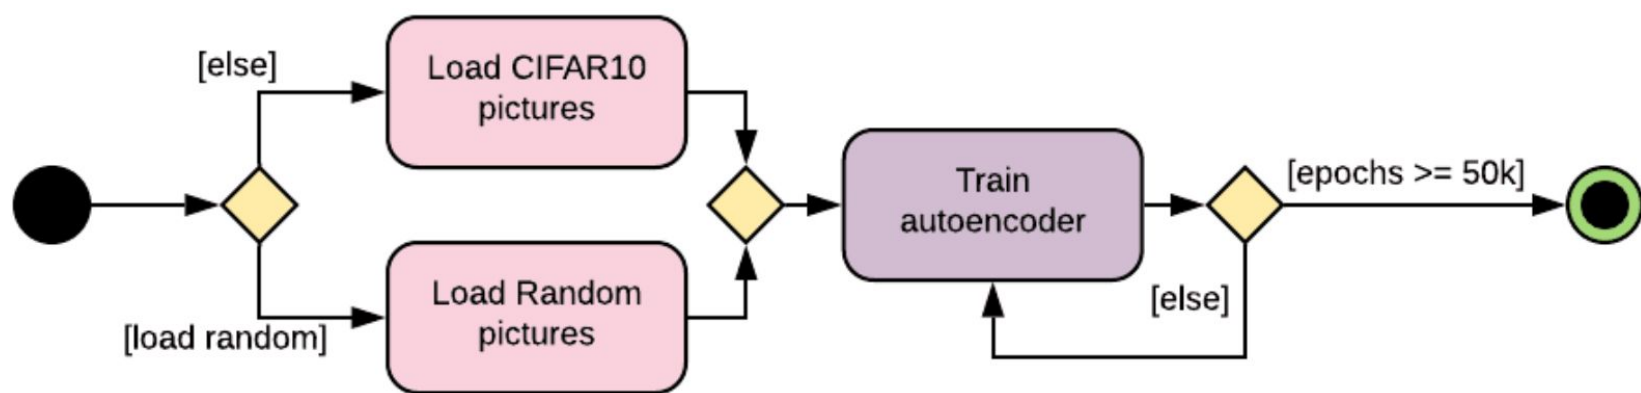 [else]
Load CIFAR10
pictures
[load random]
Load Random
pictures
Train
autoencoder
[else]
[epochs >= 50k]